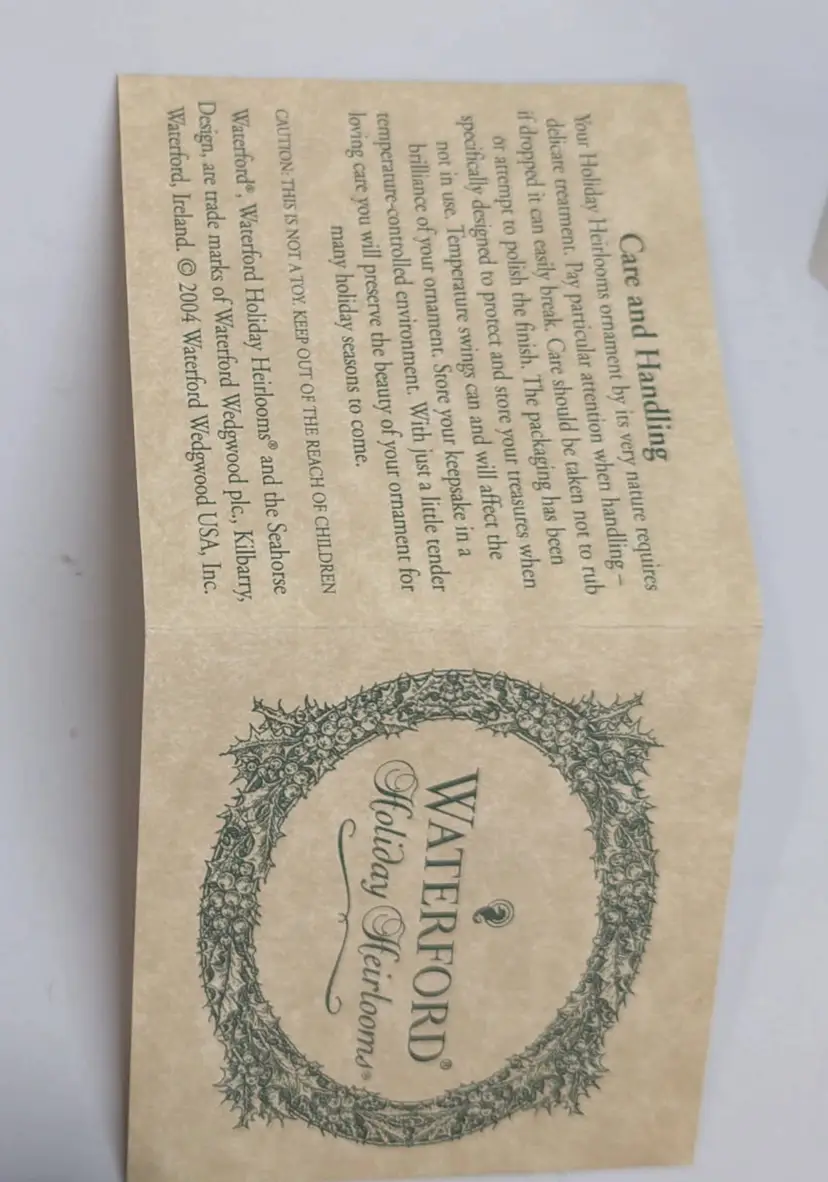 Care and Handling
Your Holiday Heirlooms ornament by its very nature requires
delicate treatment. Pay particular attention when handling –
if dropped it can easily break. Care should be taken not to rub
or attempt to polish the finish. The packaging has been
specifically designed to protect and store your treasures when
not in use. Temperature swings can and will affect the
brilliance of your ornament. Store your keepsake in a
temperature-controlled environment. With just a little tender
loving care you will preserve the beauty of your ornament for
many holiday seasons to come.
CAUTION: THIS IS NOT A TOY. KEEP OUT OF THE REACH OF CHILDREN
Waterford®, Waterford Holiday Heirlooms® and the Seahorse
Design, are trade marks of Waterford Wedgwood plc., Kilbarry,
Waterford, Ireland. © 2004 Waterford Wedgwood USA, Inc.
WATERFORD®
Holiday Heirlooms®